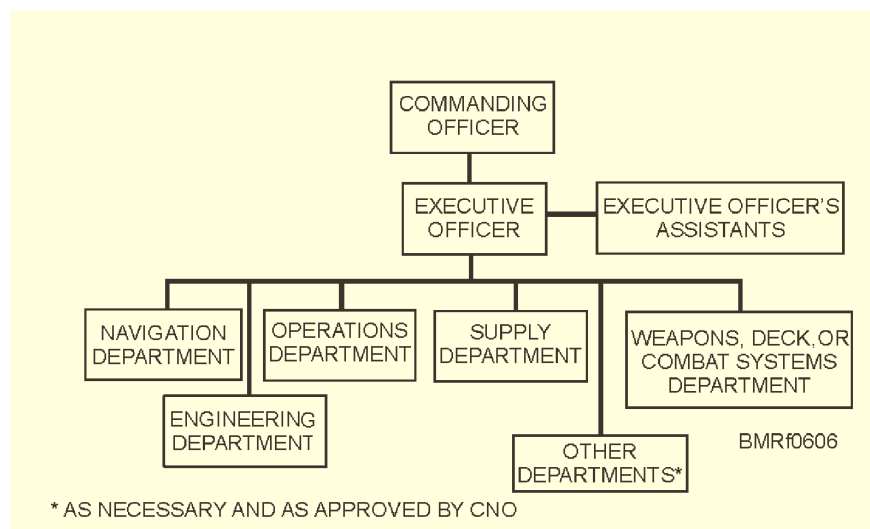 COMMANDING
OFFICER
EXECUTIVE
OFFICER
EXECUTIVE OFFICER'S
ASSISTANTS
NAVIGATION
DEPARTMENT
OPERATIONS
DEPARTMENT
SUPPLY
DEPARTMENT
WEAPONS, DECK, OR
COMBAT SYSTEMS
DEPARTMENT
ENGINEERING
DEPARTMENT
OTHER
DEPARTMENTS*
BMRf0606
* AS NECESSARY AND AS APPROVED BY CNO